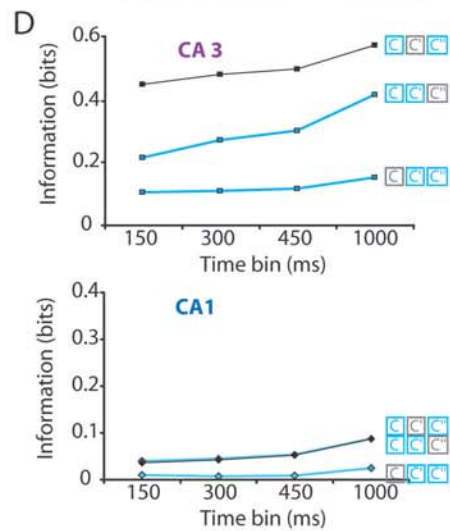 D
CA 3
Information (bits)
0.6
0.4
0.2
0
C C' C"
C C' C"
C C' C"
150 300 450 1000
Time bin (ms)
CA1
Information (bits)
0.4
0.3
0.2
0.1
0
C C' C"
C C' C"
C C' C"
150 300 450 1000
Time bin (ms)